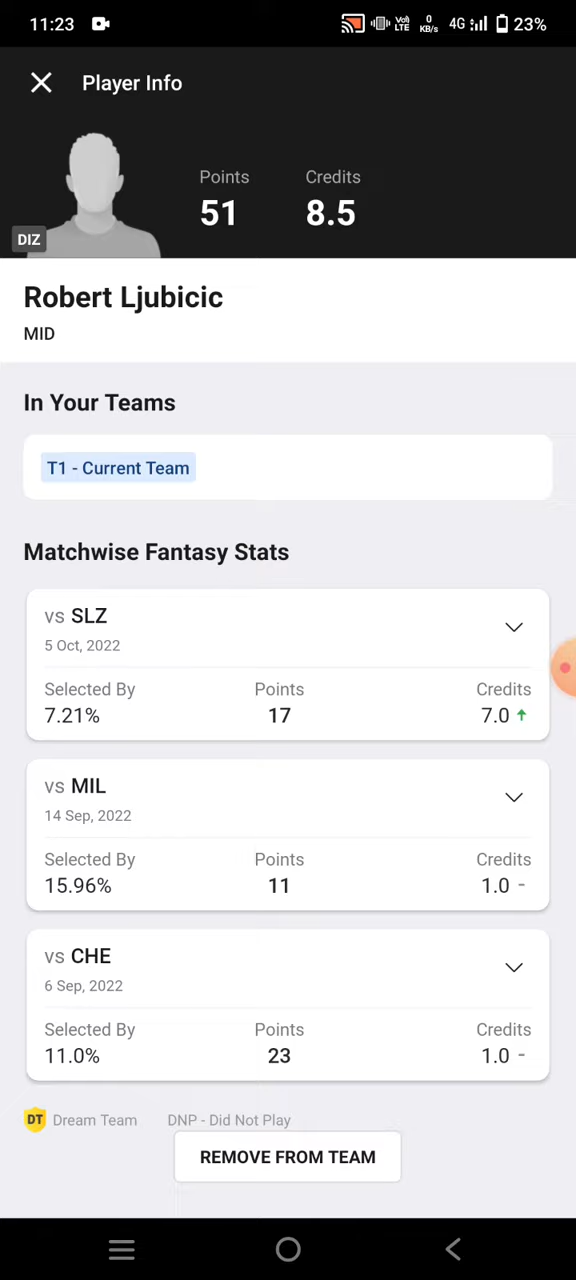 11:23 Vo) LTE 0 KB/s 4G 23%
Player Info
Points Credits
51 8.5
DIZ
Robert Ljubicic
MID
In Your Teams
T1 - Current Team
Matchwise Fantasy Stats
vs SLZ
5 Oct, 2022
Selected By Points Credits
7.21% 17 7.0
vs MIL
14 Sep, 2022
Selected By Points Credits
15.96% 11 1.0 -
vs CHE
6 Sep, 2022
Selected By Points Credits
11.0% 23 1.0 -
DT Dream Team DNP - Did Not Play
REMOVE FROM TEAM